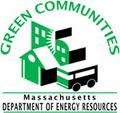 GREEN COMMUNITIES
Massachusetts
DEPARTMENT OF ENERGY RESOURCES